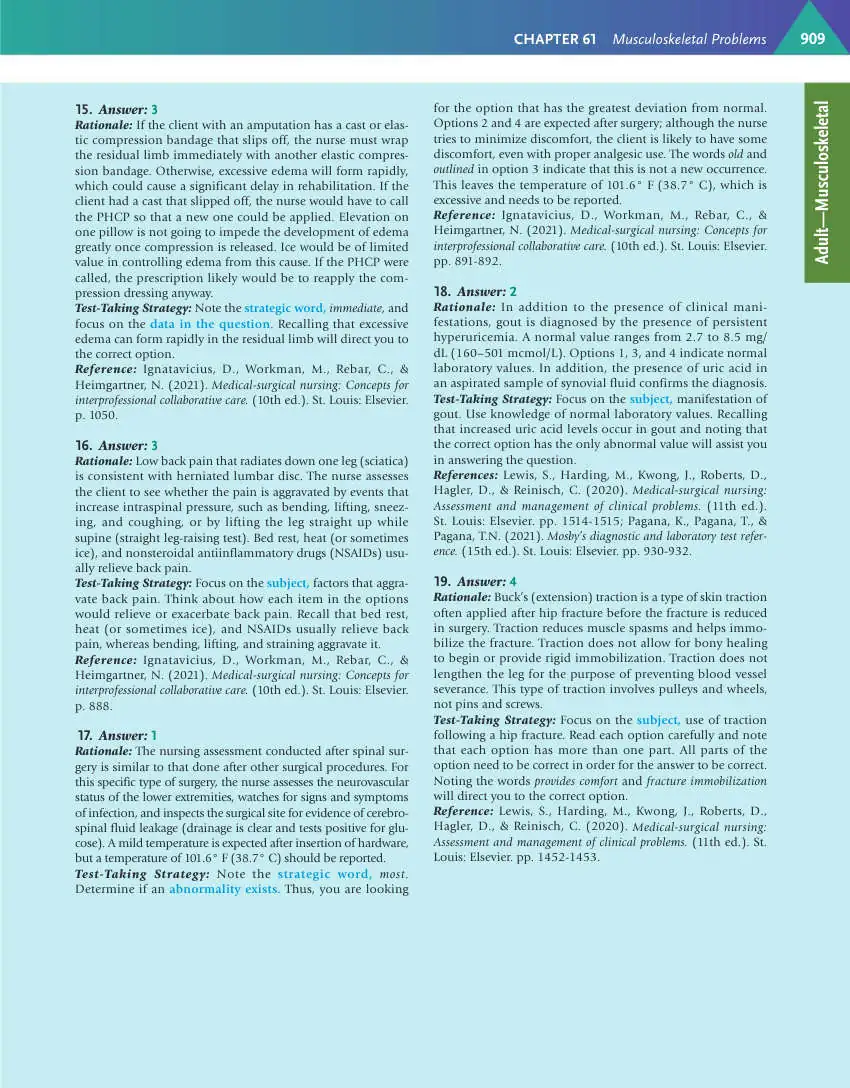 CHAPTER 61 Musculoskeletal Problems 909
15. Answer: 3
Rationale: If the client with an amputation has a cast or elas-
tic compression bandage that slips off, the nurse must wrap
the residual limb immediately with another elastic compres-
sion bandage. Otherwise, excessive edema will form rapidly,
which could cause a significant delay in rehabilitation. If the
client had a cast that slipped off, the nurse would have to call
the PHCP so that a new one could be applied. Elevation on
one pillow is not going to impede the development of edema
greatly once compression is released. Ice would be of limited
value in controlling edema from this cause. If the PHCP were
called, the prescription likely would be to reapply the com-
pression dressing anyway.
Test-Taking Strategy: Note the strategic word, immediate, and
focus on the data in the question. Recalling that excessive
edema can form rapidly in the residual limb will direct you to
the correct option.
Reference: Ignatavicius, D., Workman, M., Rebar, C., &
Heimgartner, N. (2021). Medical-surgical nursing: Concepts for
interprofessional collaborative care. (10th ed.). St. Louis: Elsevier.
p. 1050.
16. Answer: 3
Rationale: Low back pain that radiates down one leg (sciatica)
is consistent with herniated lumbar disc. The nurse assesses
the client to see whether the pain is aggravated by events that
increase intraspinal pressure, such as bending, lifting, sneez-
ing, and coughing, or by lifting the leg straight up while
supine (straight leg-raising test). Bed rest, heat (or sometimes
ice), and nonsteroidal antiinflammatory drugs (NSAIDs) usu-
ally relieve back pain.
Test-Taking Strategy: Focus on the subject, factors that aggra-
vate back pain. Think about how each item in the options
would relieve or exacerbate back pain. Recall that bed rest,
heat (or sometimes ice), and NSAIDs usually relieve back
pain, whereas bending, lifting, and straining aggravate it.
Reference: Ignatavicius, D., Workman, M., Rebar, C., &
Heimgartner, N. (2021). Medical-surgical nursing: Concepts for
interprofessional collaborative care. (10th ed.). St. Louis: Elsevier.
p. 888.
17. Answer: 1
Rationale: The nursing assessment conducted after spinal sur-
gery is similar to that done after other surgical procedures. For
this specific type of surgery, the nurse assesses the neurovascular
status of the lower extremities, watches for signs and symptoms
of infection, and inspects the surgical site for evidence of cerebro-
spinal fluid leakage (drainage is clear and tests positive for glu-
cose). A mild temperature is expected after insertion of hardware,
but a temperature of 101.6° F (38.7° C) should be reported.
Test-Taking Strategy: Note the strategic word, most.
Determine if an abnormality exists. Thus, you are looking
for the option that has the greatest deviation from normal.
Options 2 and 4 are expected after surgery; although the nurse
tries to minimize discomfort, the client is likely to have some
discomfort, even with proper analgesic use. The words old and
outlined in option 3 indicate that this is not a new occurrence.
This leaves the temperature of 101.6° F (38.7° C), which is
excessive and needs to be reported.
Reference: Ignatavicius, D., Workman, M., Rebar, C., &
Heimgartner, N. (2021). Medical-surgical nursing: Concepts for
interprofessional collaborative care. (10th ed.). St. Louis: Elsevier.
pp. 891-892.
18. Answer: 2
Rationale: In addition to the presence of clinical mani-
festations, gout is diagnosed by the presence of persistent
hyperuricemia. A normal value ranges from 2.7 to 8.5 mg/
dL (160–501 mcmol/L). Options 1, 3, and 4 indicate normal
laboratory values. In addition, the presence of uric acid in
an aspirated sample of synovial fluid confirms the diagnosis.
Test-Taking Strategy: Focus on the subject, manifestation of
gout. Use knowledge of normal laboratory values. Recalling
that increased uric acid levels occur in gout and noting that
the correct option has the only abnormal value will assist you
in answering the question.
References: Lewis, S., Harding, M., Kwong, J., Roberts, D.,
Hagler, D., & Reinisch, C. (2020). Medical-surgical nursing:
Assessment and management of clinical problems. (11th ed.).
St. Louis: Elsevier. pp. 1514-1515; Pagana, K., Pagana, T., &
Pagana, T.N. (2021). Mosby's diagnostic and laboratory test refer-
ence. (15th ed.). St. Louis: Elsevier. pp. 930-932.
19. Answer: 4
Rationale: Buck's (extension) traction is a type of skin traction
often applied after hip fracture before the fracture is reduced
in surgery. Traction reduces muscle spasms and helps immo-
bilize the fracture. Traction does not allow for bony healing
to begin or provide rigid immobilization. Traction does not
lengthen the leg for the purpose of preventing blood vessel
severance. This type of traction involves pulleys and wheels,
not pins and screws.
Test-Taking Strategy: Focus on the subject, use of traction
following a hip fracture. Read each option carefully and note
that each option has more than one part. All parts of the
option need to be correct in order for the answer to be correct.
Noting the words provides comfort and fracture immobilization
will direct you to the correct option.
Reference: Lewis, S., Harding, M., Kwong, J., Roberts, D.,
Hagler, D., & Reinisch, C. (2020). Medical-surgical nursing:
Assessment and management of clinical problems. (11th ed.). St.
Louis: Elsevier. pp. 1452-1453.
Adult—Musculoskeletal